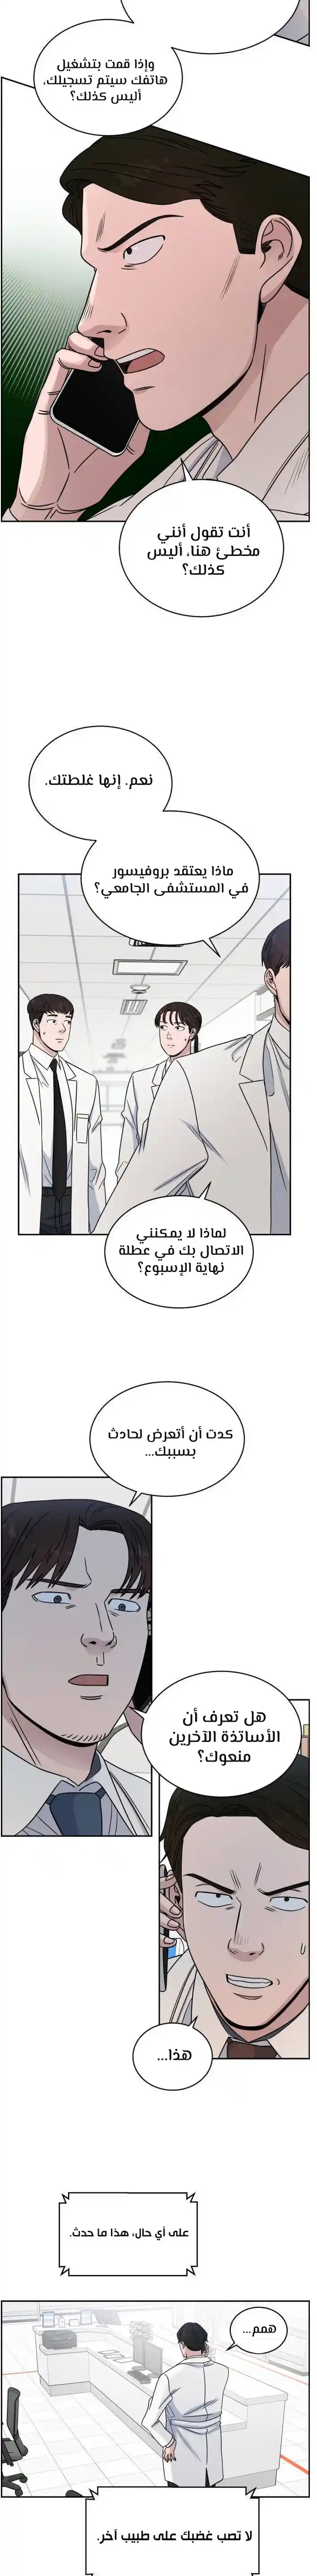 وإذا قمت بتشغيل
هاتفك سيتم تسجيلك،
أليس كذلك؟
أنت تقول أنني
مخطئ هنا، أليس
كذلك؟
نعم. إنها غلطتك.
ماذا يعتقد بروفيسور
في المستشفى الجامعي؟
لماذا لا يمكنني
الاتصال بك في عطلة
نهاية الإسبوع؟
كدت أن أتعرض لحادث
بسببك...
هل تعرف أن
الأساتذة الآخرين
منعوك؟
هذا...
على أي حال، هذا ما حدث.
همم...
لا تصب غضبك على طبيب آخر.